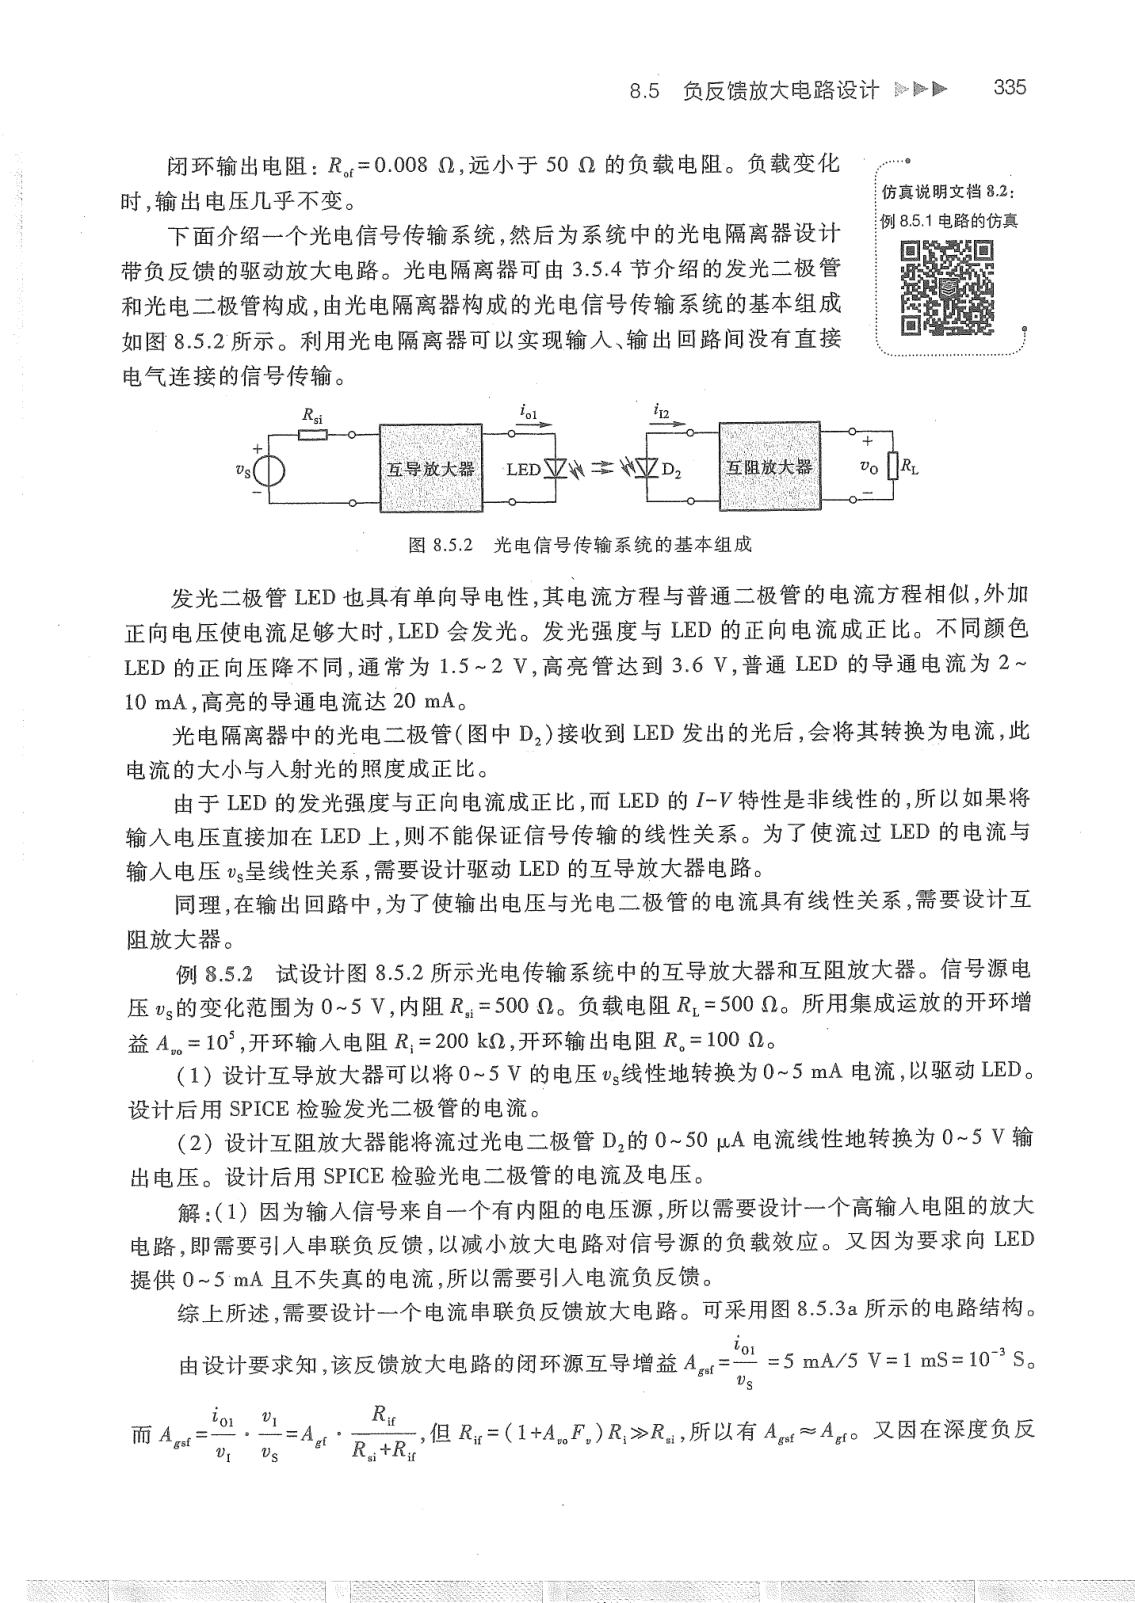 8.5 负反馈放大电路设计 335
闭环输出电阻: R_of=0.008 Ω,远小于 50 Ω 的负载电阻。负载变化
时,输出电压几乎不变。
下面介绍一个光电信号传输系统,然后为系统中的光电隔离器设计
带负反馈的驱动放大电路。光电隔离器可由 3.5.4 节介绍的发光二极管
和光电二极管构成,由光电隔离器构成的光电信号传输系统的基本组成
如图 8.5.2 所示。利用光电隔离器可以实现输入、输出回路间没有直接
电气连接的信号传输。
仿真说明文档 8.2:
例 8.5.1 电路的仿真
R_si
i_o1
i_I2
+
v_S
-
互导放大器
LED
D_2
互阻放大器
+
v_O
-
R_L
图 8.5.2 光电信号传输系统的基本组成
发光二极管 LED 也具有单向导电性,其电流方程与普通二极管的电流方程相似,外加
正向电压使电流足够大时,LED 会发光。发光强度与 LED 的正向电流成正比。不同颜色
LED 的正向压降不同,通常为 1.5~2 V,高亮管达到 3.6 V,普通 LED 的导通电流为 2~
10 mA,高亮的导通电流达 20 mA。
光电隔离器中的光电二极管(图中 D_2)接收到 LED 发出的光后,会将其转换为电流,此
电流的大小与入射光的照度成正比。
由于 LED 的发光强度与正向电流成正比,而 LED 的 I-V 特性是非线性的,所以如果将
输入电压直接加在 LED 上,则不能保证信号传输的线性关系。为了使流过 LED 的电流与
输入电压 v_S呈线性关系,需要设计驱动 LED 的互导放大器电路。
同理,在输出回路中,为了使输出电压与光电二极管的电流具有线性关系,需要设计互
阻放大器。
例 8.5.2 试设计图 8.5.2 所示光电传输系统中的互导放大器和互阻放大器。信号源电
压 v_S的变化范围为 0~5 V,内阻 R_si=500 Ω。负载电阻 R_L=500 Ω。所用集成运放的开环增
益 A_vo=10^5,开环输入电阻 R_i=200 kΩ,开环输出电阻 R_o=100 Ω。
(1) 设计互导放大器可以将 0~5 V 的电压 v_S线性地转换为 0~5 mA 电流,以驱动 LED。
设计后用 SPICE 检验发光二极管的电流。
(2) 设计互阻放大器能将流过光电二极管 D_2的 0~50 μA 电流线性地转换为 0~5 V 输
出电压。设计后用 SPICE 检验光电二极管的电流及电压。
解:(1) 因为输入信号来自一个有内阻的电压源,所以需要设计一个高输入电阻的放大
电路,即需要引入串联负反馈,以减小放大电路对信号源的负载效应。又因为要求向 LED
提供 0~5 mA 且不失真的电流,所以需要引入电流负反馈。
综上所述,需要设计一个电流串联负反馈放大电路。可采用图 8.5.3a 所示的电路结构。
由设计要求知,该反馈放大电路的闭环源互导增益 A_gsf=i_O1/v_S=5 mA/5 V=1 mS=10^-3 S。
而 A_gsf=i_O1/v_I·v_I/v_S=A_gf·R_if/(R_si+R_if),但 R_if=(1+A_vo F_v)R_i≫R_si,所以有 A_gsf≈A_gf。又因在深度负反